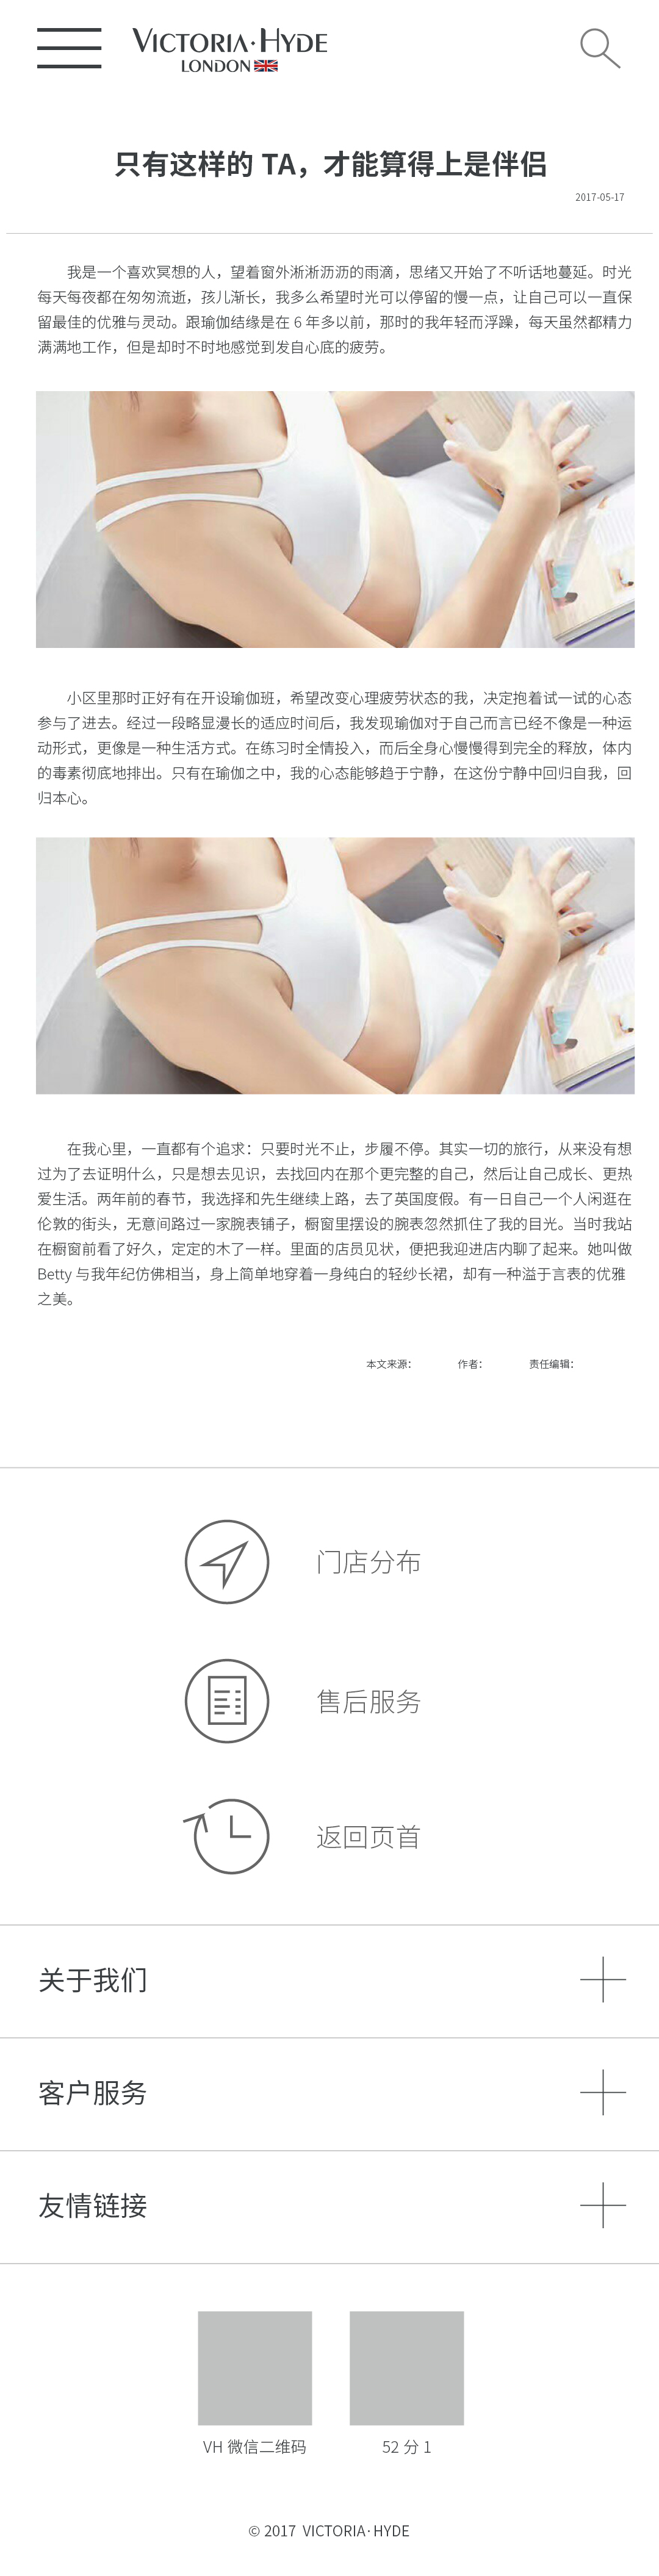 VICTORIA·HYDE
LONDON
只有这样的 TA，才能算得上是伴侣
2017-05-17
我是一个喜欢冥想的人，望着窗外淅淅沥沥的雨滴，思绪又开始了不听话地蔓延。时光
每天每夜都在匆匆流逝，孩儿渐长，我多么希望时光可以停留的慢一点，让自己可以一直保
留最佳的优雅与灵动。跟瑜伽结缘是在 6 年多以前，那时的我年轻而浮躁，每天虽然都精力
满满地工作，但是却时不时地感觉到发自心底的疲劳。
小区里那时正好有在开设瑜伽班，希望改变心理疲劳状态的我，决定抱着试一试的心态
参与了进去。经过一段略显漫长的适应时间后，我发现瑜伽对于自己而言已经不像是一种运
动形式，更像是一种生活方式。在练习时全情投入，而后全身心慢慢得到完全的释放，体内
的毒素彻底地排出。只有在瑜伽之中，我的心态能够趋于宁静，在这份宁静中回归自我，回
归本心。
在我心里，一直都有个追求：只要时光不止，步履不停。其实一切的旅行，从来没有想
过为了去证明什么，只是想去见识，去找回内在那个更完整的自己，然后让自己成长、更热
爱生活。两年前的春节，我选择和先生继续上路，去了英国度假。有一日自己一个人闲逛在
伦敦的街头，无意间路过一家腕表铺子，橱窗里摆设的腕表忽然抓住了我的目光。当时我站
在橱窗前看了好久，定定的木了一样。里面的店员见状，便把我迎进店内聊了起来。她叫做
Betty 与我年纪仿佛相当，身上简单地穿着一身纯白的轻纱长裙，却有一种溢于言表的优雅
之美。
本文来源： 作者： 责任编辑：
门店分布
售后服务
返回页首
关于我们
客户服务
友情链接
VH 微信二维码 52 分 1
© 2017 VICTORIA·HYDE